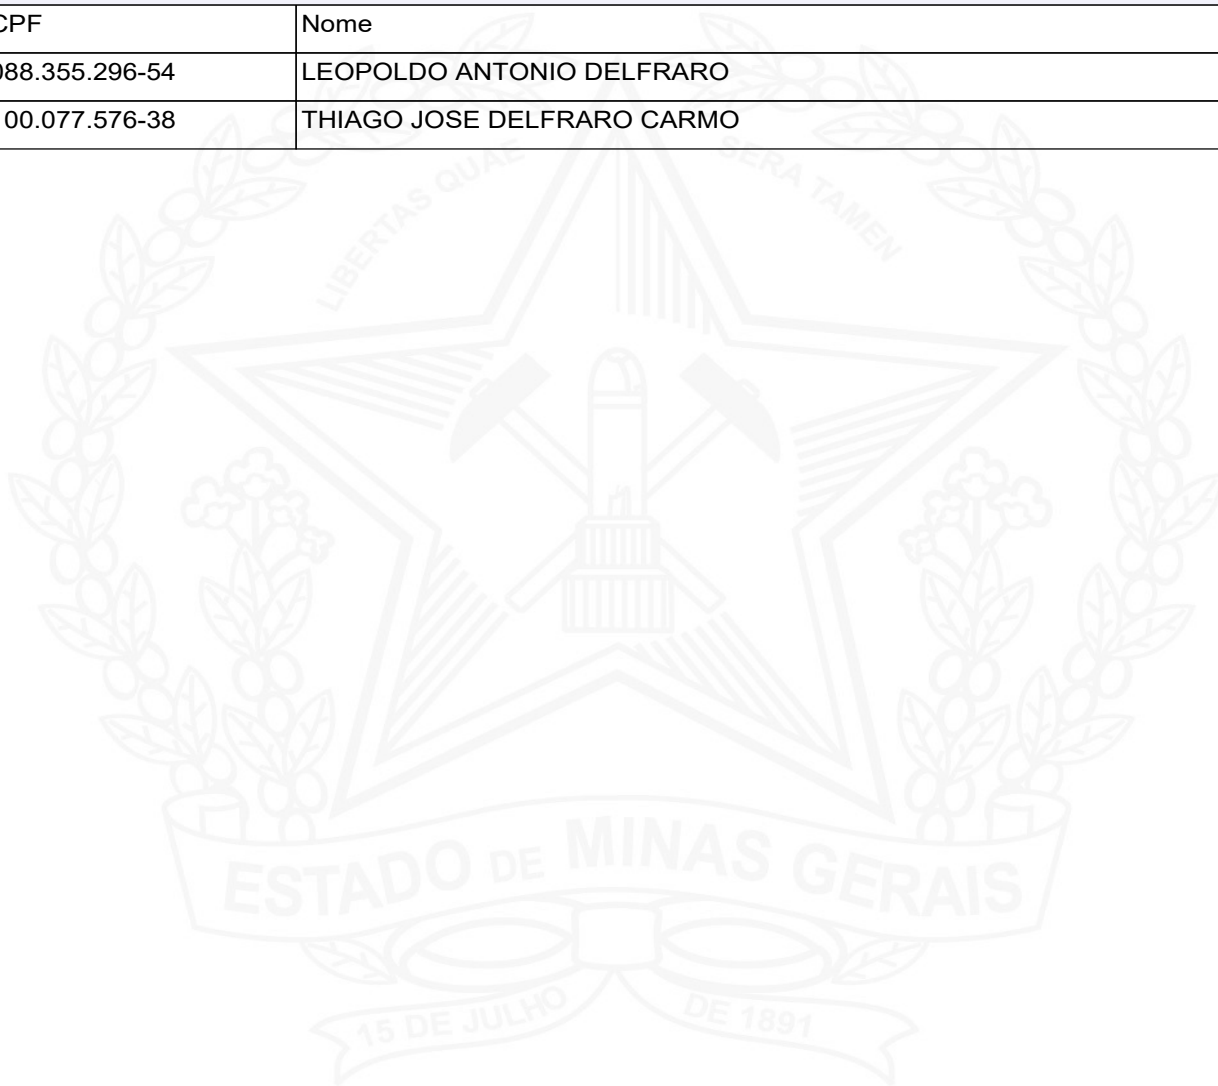 CPF Nome
088.355.296-54 LEOPOLDO ANTONIO DELFRARO
00.077.576-38 THIAGO JOSE DELFRARO CARMO
LIBERTAS QUAE SERA TAMEN
ESTADO DE MINAS GERAIS
15 DE JULHO DE 1891